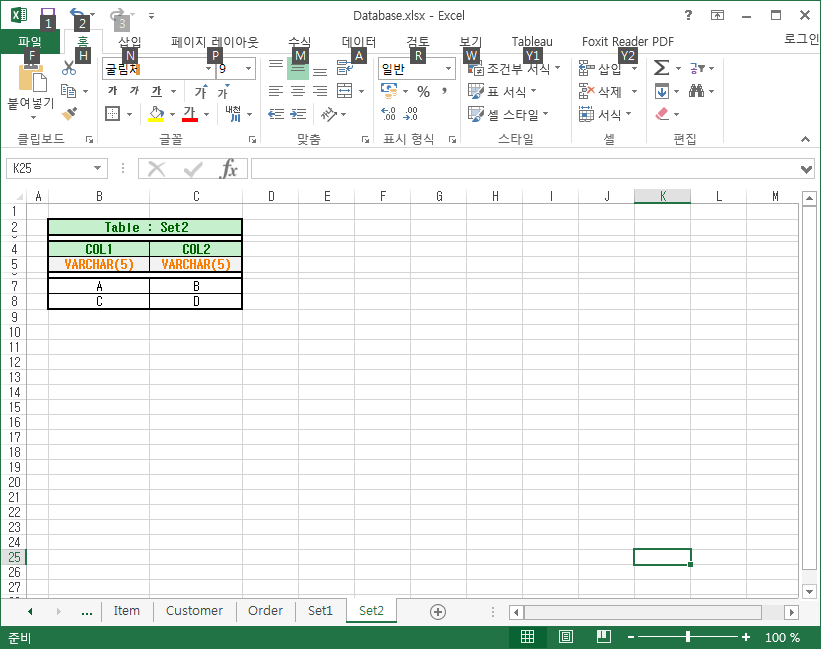 1 2 3
Database.xlsx - Excel
파일 홈 삽입 페이지 레이아웃 수식 데이터 검토 보기 Tableau Foxit Reader PDF 로그인
F H N P M A R W Y1 Y2
붙여넣기
굴림체 9
가 가 가 가 가
가 내천
일반
% ,
조건부 서식
표 서식
셀 스타일
삽입
삭제
서식
클립보드 글꼴 맞춤 표시 형식 스타일 셀 편집
K25 fx
A B C D E F G H I J K L M
1
2 Table : Set2
4 COL1 COL2
5 VARCHAR(5) VARCHAR(5)
7 A B
8 C D
9
10
11
12
13
14
15
16
17
18
19
20
21
22
23
24
25
26
27
... Item Customer Order Set1 Set2
준비 100 %